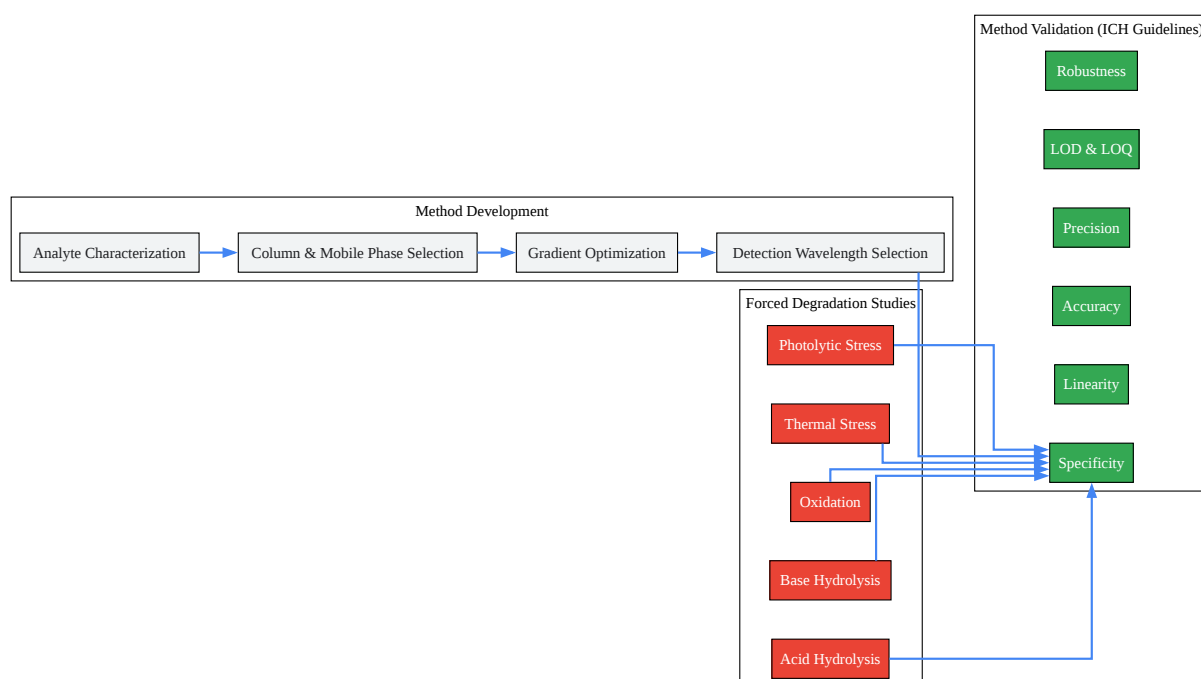 Method Validation (ICH Guidelines)
Robustness
LOD & LOQ
Precision
Accuracy
Linearity
Specificity
Method Development
Analyte Characterization
Column & Mobile Phase Selection
Gradient Optimization
Detection Wavelength Selection
Forced Degradation Studies
Photolytic Stress
Thermal Stress
Oxidation
Base Hydrolysis
Acid Hydrolysis